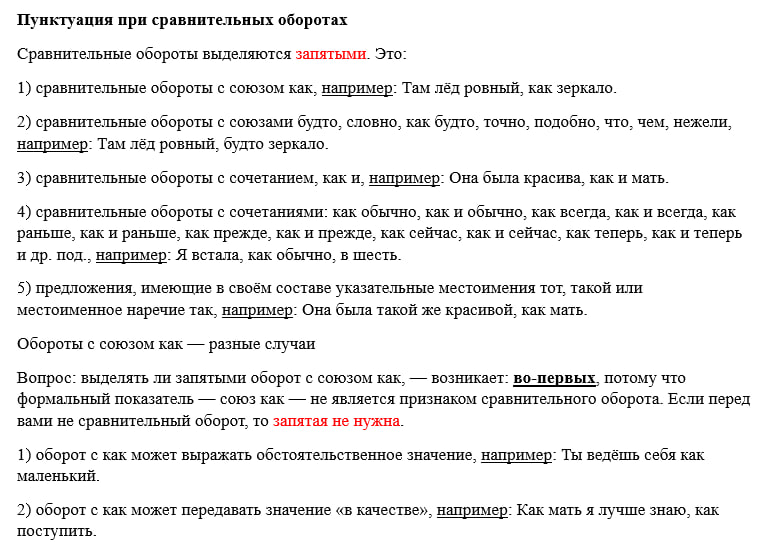 Пунктуация при сравнительных оборотах
Сравнительные обороты выделяются запятыми. Это:
1) сравнительные обороты с союзом как, например: Там лёд ровный, как зеркало.
2) сравнительные обороты с союзами будто, словно, как будто, точно, подобно, что, чем, нежели,
например: Там лёд ровный, будто зеркало.
3) сравнительные обороты с сочетанием, как и, например: Она была красива, как и мать.
4) сравнительные обороты с сочетаниями: как обычно, как и обычно, как всегда, как и всегда, как
раньше, как и раньше, как прежде, как и прежде, как сейчас, как и сейчас, как теперь, как и теперь
и др. под., например: Я встала, как обычно, в шесть.
5) предложения, имеющие в своём составе указательные местоимения тот, такой или
местоименное наречие так, например: Она была такой же красивой, как мать.
Обороты с союзом как — разные случаи
Вопрос: выделять ли запятыми оборот с союзом как, — возникает: во-первых, потому что
формальный показатель — союз как — не является признаком сравнительного оборота. Если перед
вами не сравнительный оборот, то запятая не нужна.
1) оборот с как может выражать обстоятельственное значение, например: Ты ведёшь себя как
маленький.
2) оборот с как может передавать значение «в качестве», например: Как мать я лучше знаю, как
поступить.